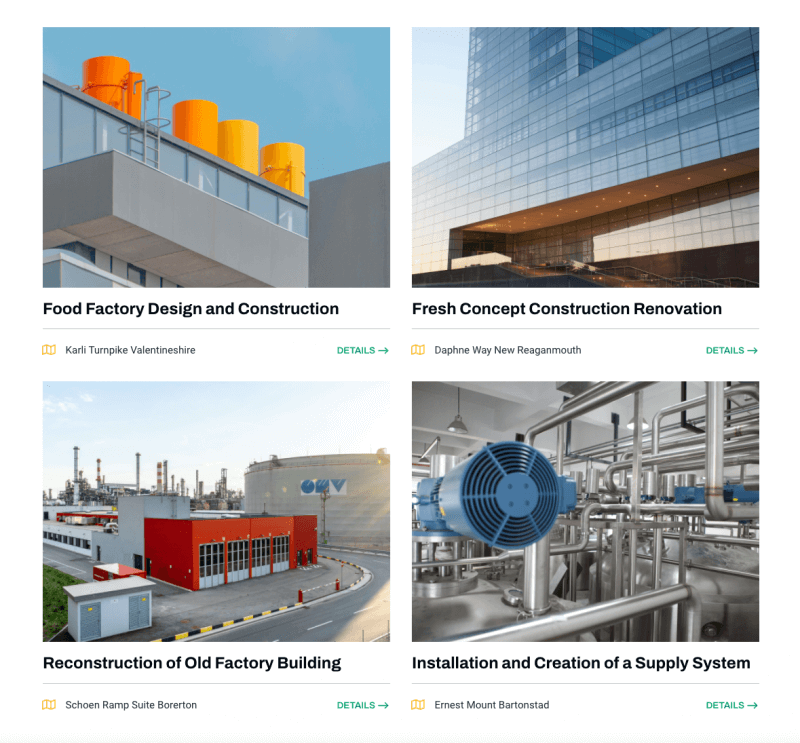 Food Factory Design and Construction
Karli Turnpike Valentineshire
DETAILS →
Fresh Concept Construction Renovation
Daphne Way New Reaganmouth
DETAILS →
OMV
Reconstruction of Old Factory Building
Schoen Ramp Suite Borerton
DETAILS →
Installation and Creation of a Supply System
Ernest Mount Bartonstad
DETAILS →